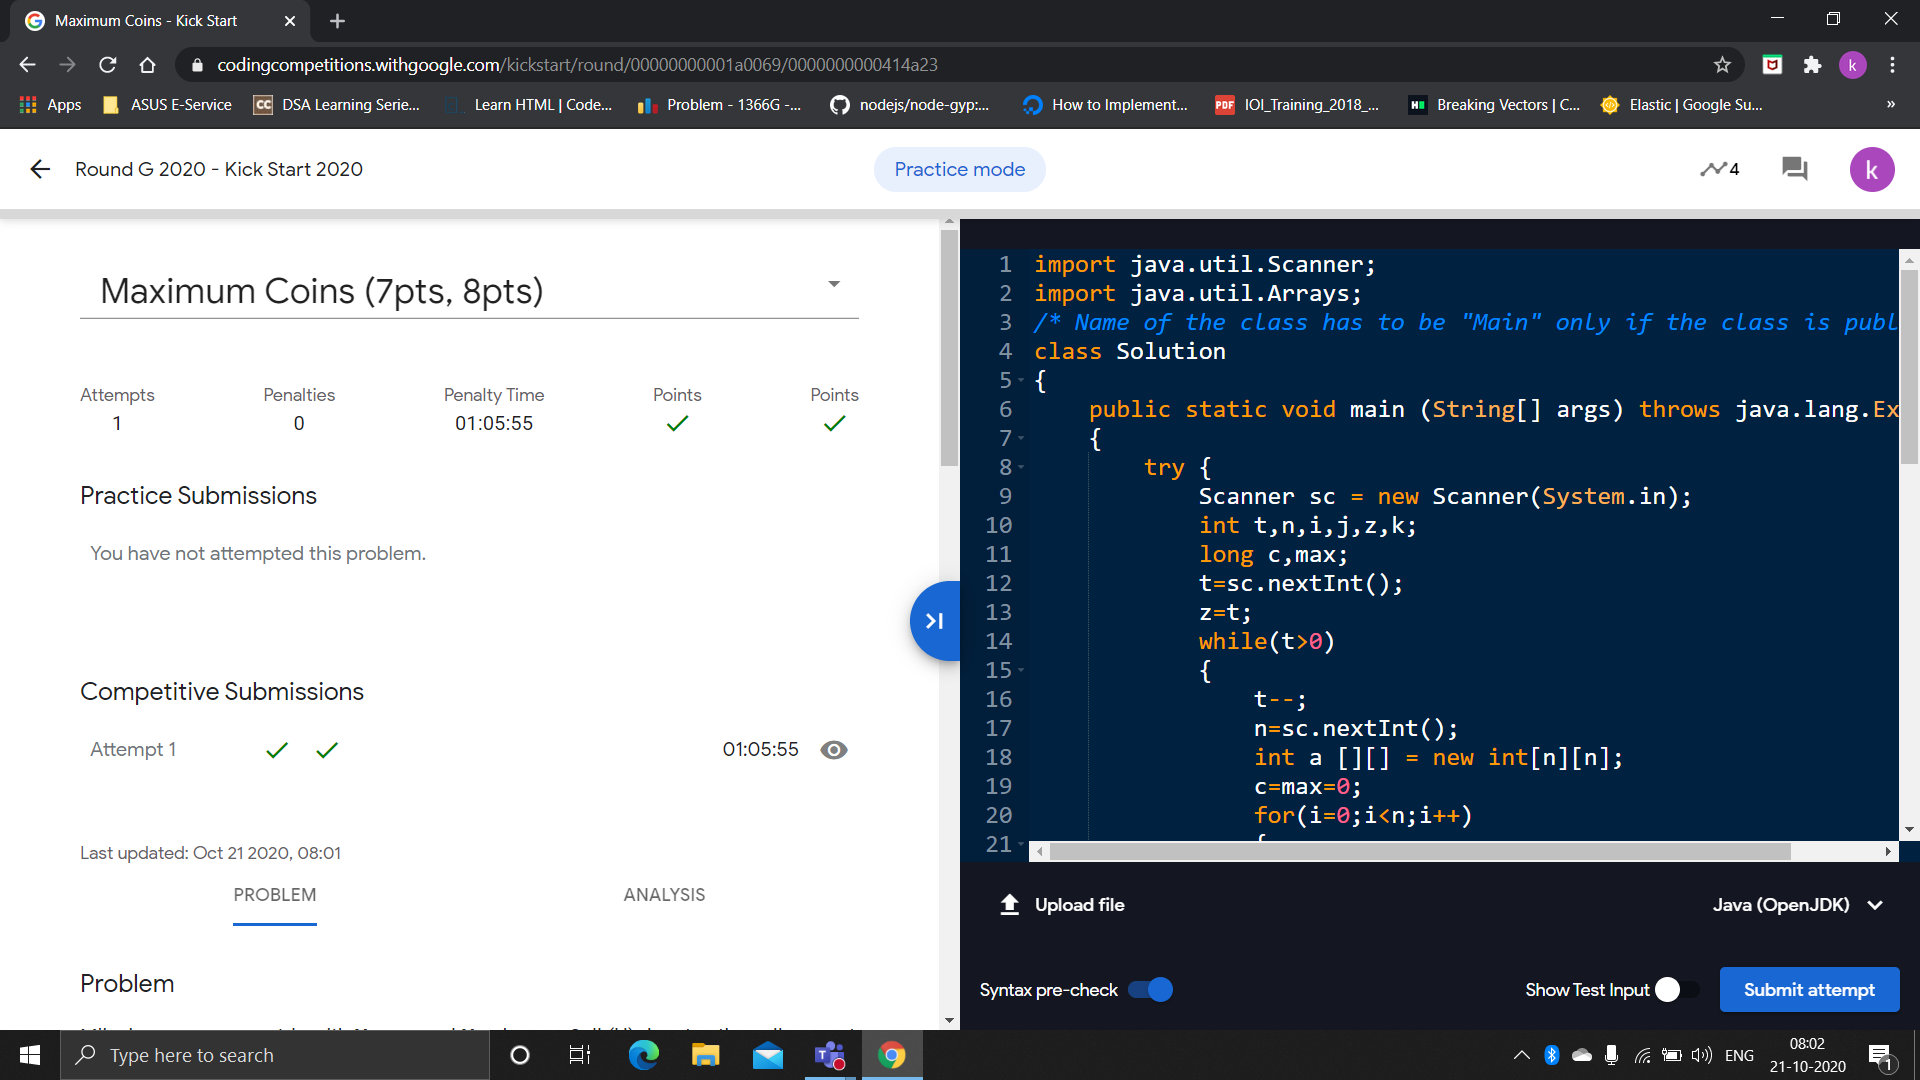 Maximum Coins - Kick Start
codingcompetitions.withgoogle.com/kickstart/round/00000000001a0069/0000000000414a23
k
Apps
ASUS E-Service
CC DSA Learning Serie...
Learn HTML | Code...
Problem - 1366G -...
nodejs/node-gyp:...
How to Implement...
PDF IOI_Training_2018_...
Breaking Vectors | C...
Elastic | Google Su...
»
Round G 2020 - Kick Start 2020
Practice mode
4
k
Maximum Coins (7pts, 8pts)
Attempts Penalties Penalty Time Points Points
1 0 01:05:55
Practice Submissions
You have not attempted this problem.
Competitive Submissions
Attempt 1 01:05:55
Last updated: Oct 21 2020, 08:01
PROBLEM ANALYSIS
Problem
1 import java.util.Scanner;
2 import java.util.Arrays;
3 /* Name of the class has to be "Main" only if the class is publ
4 class Solution
5 {
6 public static void main (String[] args) throws java.lang.Ex
7 {
8 try {
9 Scanner sc = new Scanner(System.in);
10 int t,n,i,j,z,k;
11 long c,max;
12 t=sc.nextInt();
13 z=t;
14 while(t>0)
15 {
16 t--;
17 n=sc.nextInt();
18 int a [][] = new int[n][n];
19 c=max=0;
20 for(i=0;i<n;i++)
21 {
Upload file
Java (OpenJDK)
Syntax pre-check
Show Test Input
Submit attempt
Type here to search
ENG
08:02
21-10-2020
1